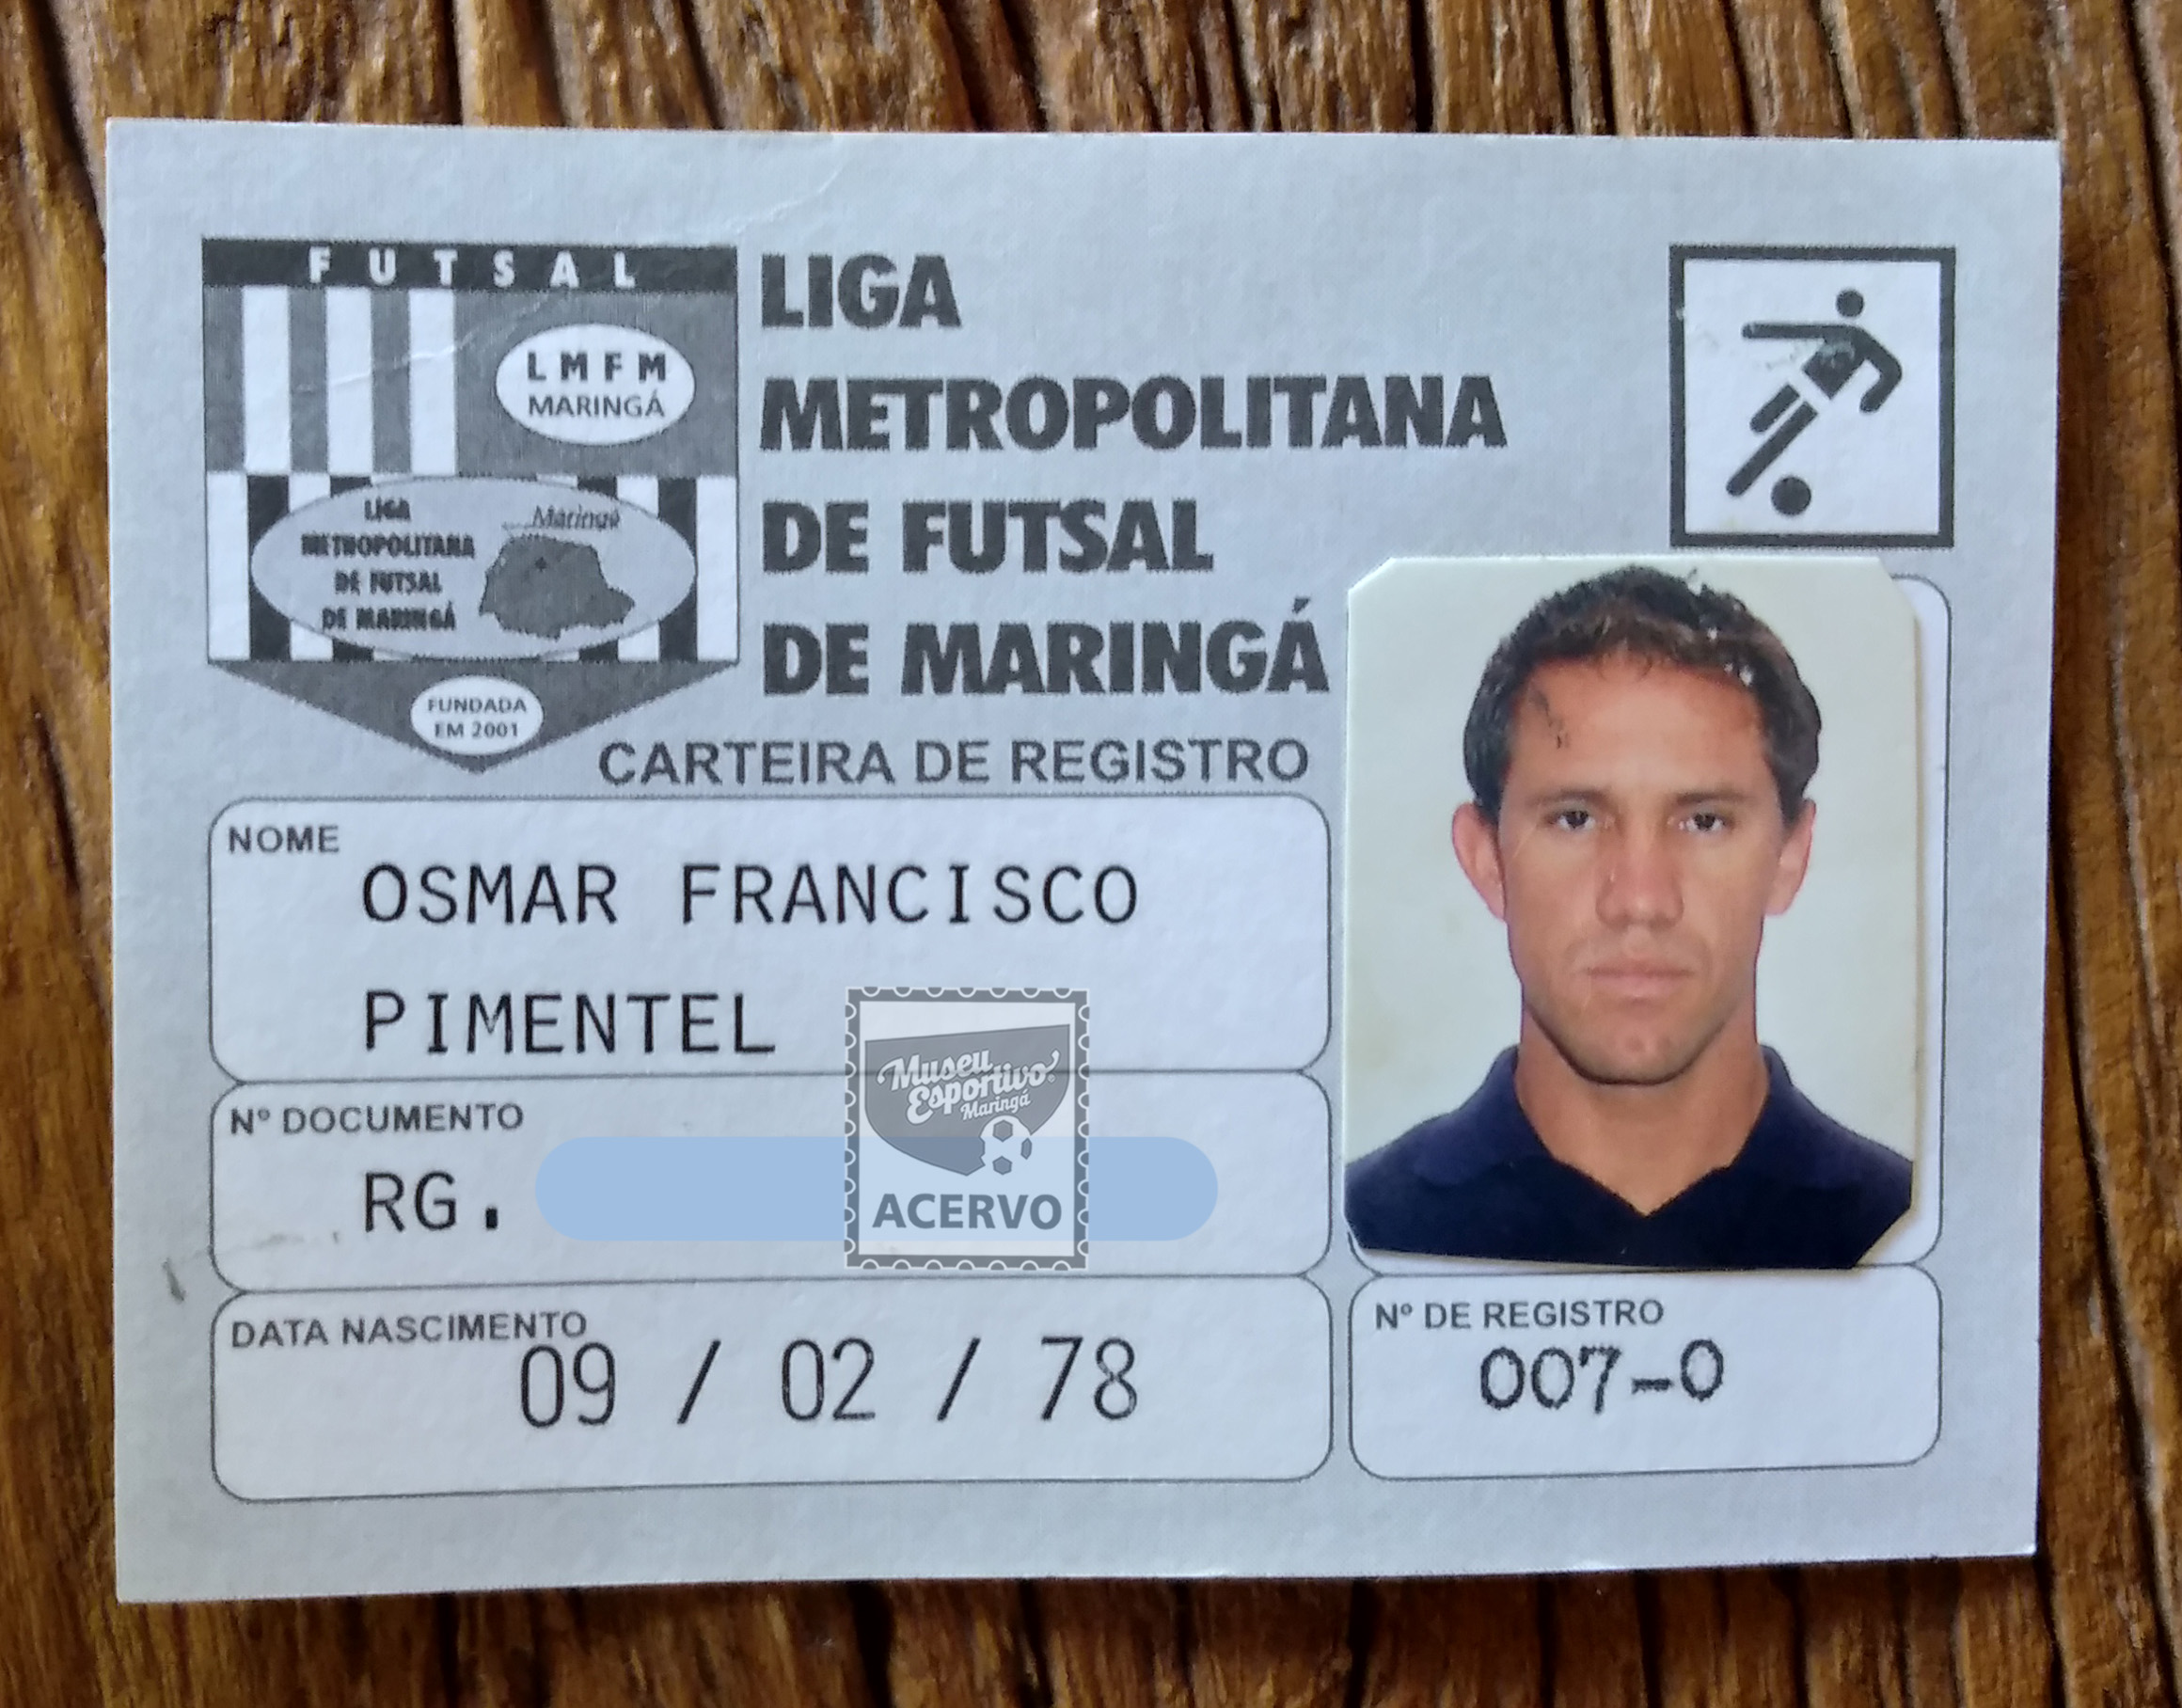 FUTSAL
LMFM
MARINGÁ
LIGA
METROPOLITANA
DE FUTSAL
DE MARINGÁ
Maringá
FUNDADA
EM 2001
LIGA
METROPOLITANA
DE FUTSAL
DE MARINGÁ
CARTEIRA DE REGISTRO
NOME
OSMAR FRANCISCO
PIMENTEL
Nº DOCUMENTO
RG.
Museu
Esportivo
Maringá
ACERVO
DATA NASCIMENTO
09 / 02 / 78
Nº DE REGISTRO
007-0